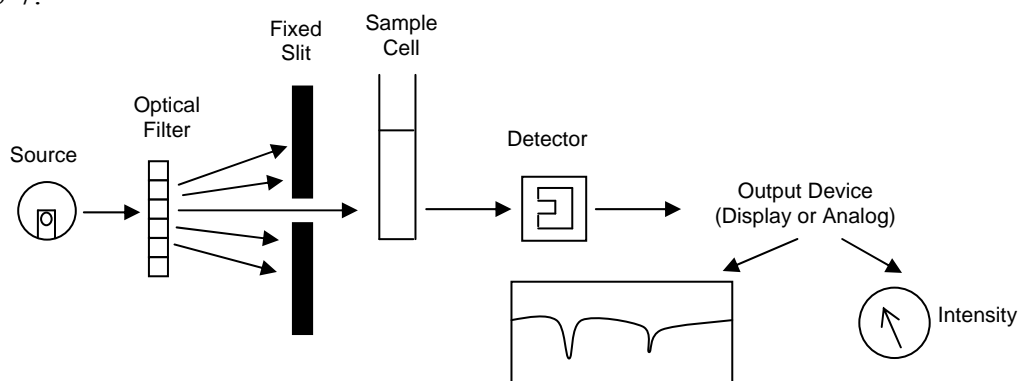 Fixed
Slit
Sample
Cell
Optical
Filter
Source
Detector
Output Device
(Display or Analog)
Intensity